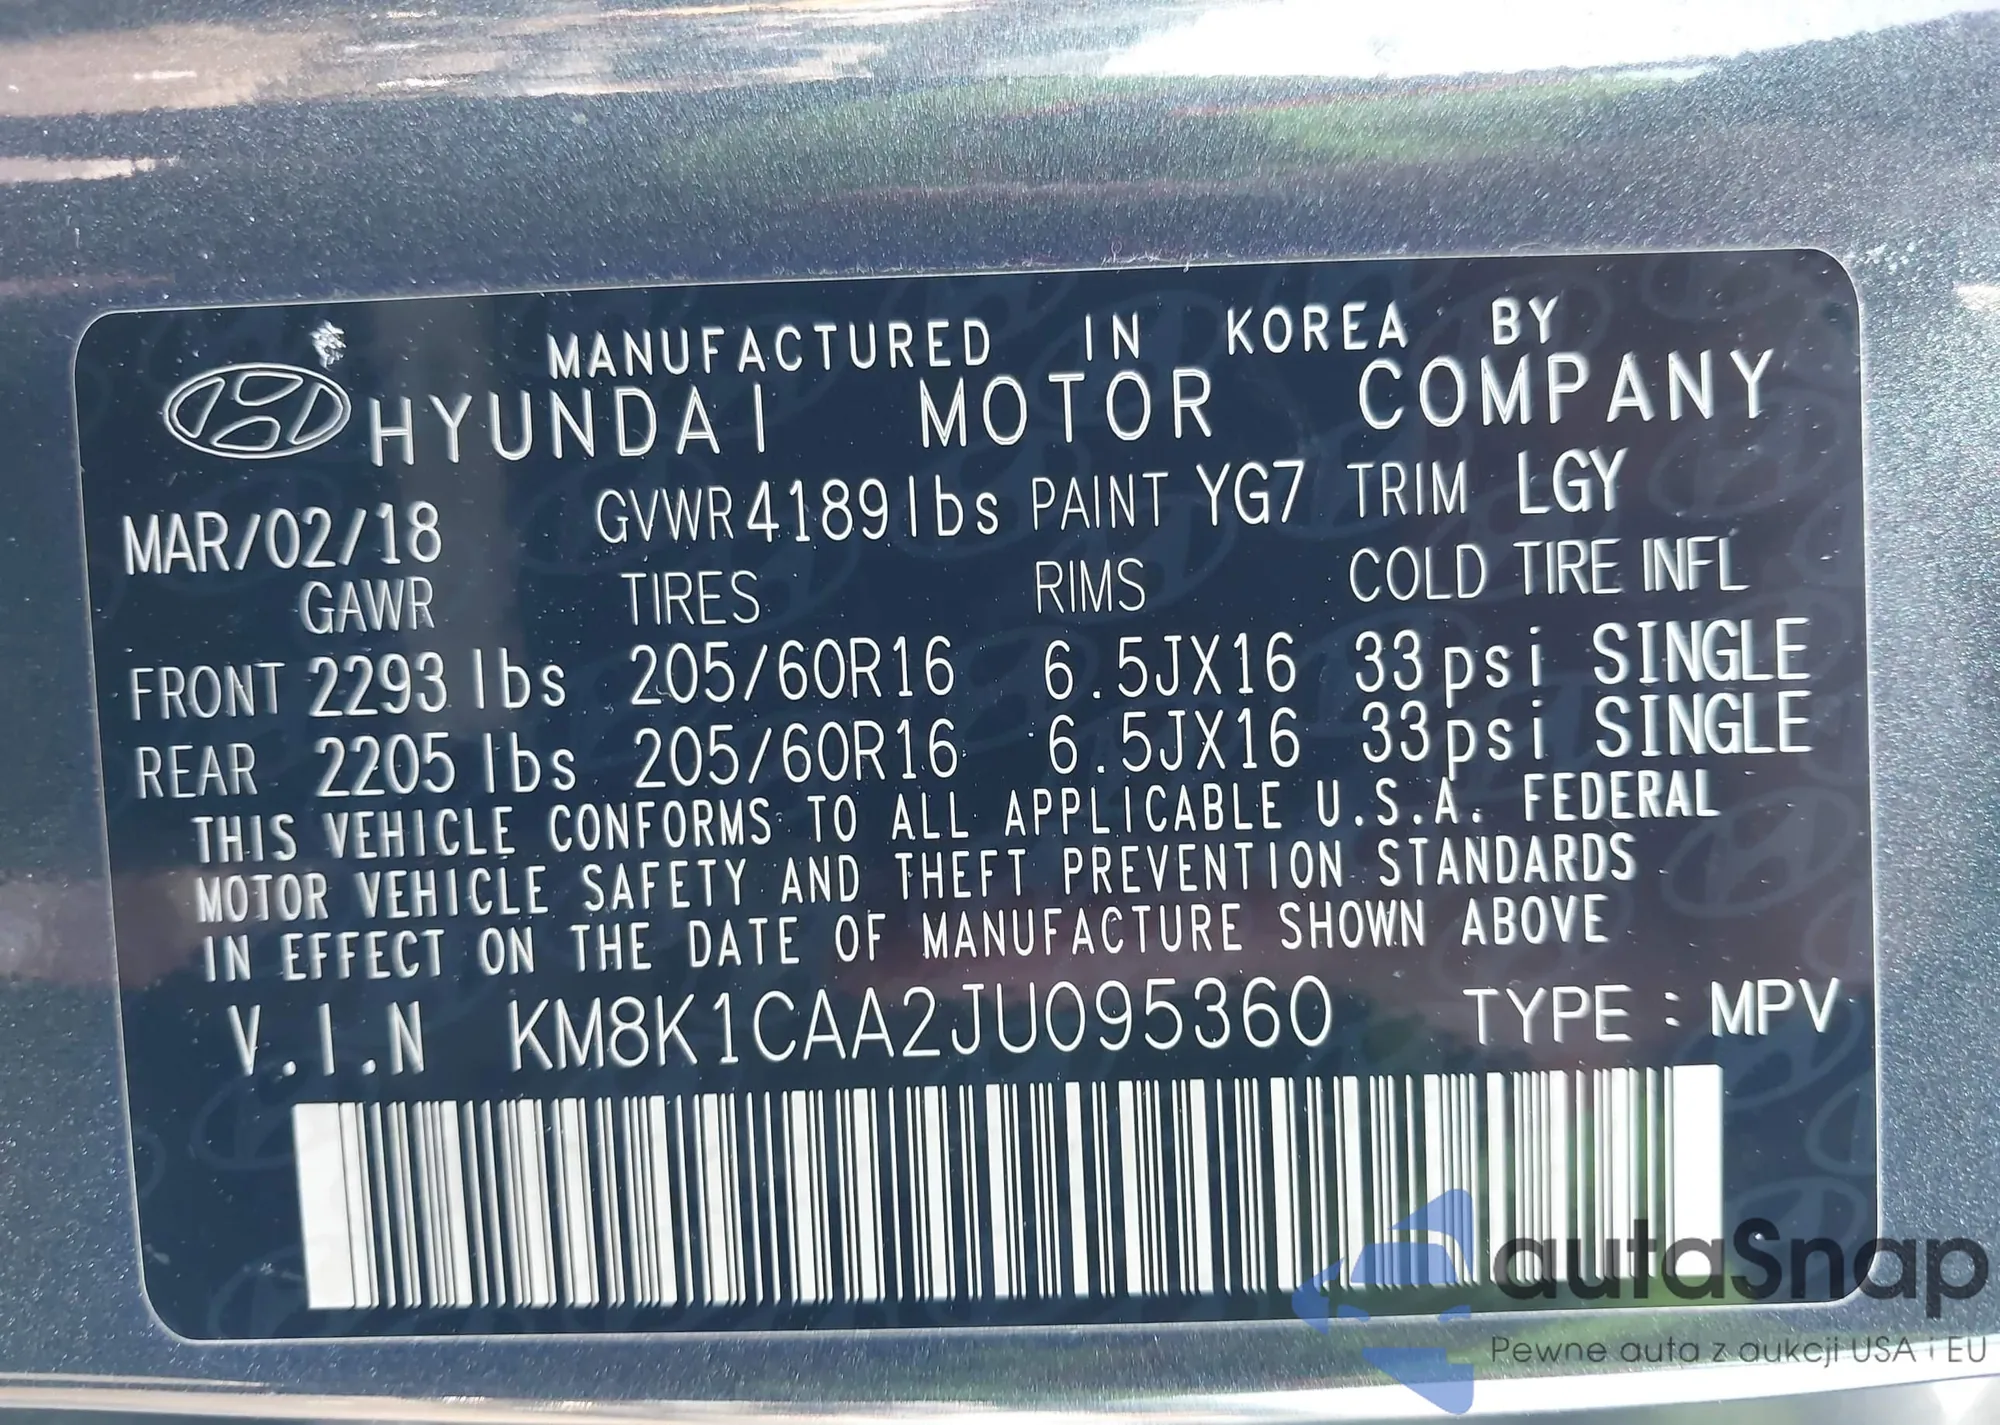 MANUFACTURED IN KOREA BY
HYUNDAI MOTOR COMPANY
MAR/02/18 GVWR 4189lbs PAINT YG7 TRIM LGY
GAWR TIRES RIMS COLD TIRE INFL
FRONT 2293 lbs 205/60R16 6.5JX16 33psi SINGLE
REAR 2205 lbs 205/60R16 6.5JX16 33psi SINGLE
THIS VEHICLE CONFORMS TO ALL APPLICABLE U.S.A. FEDERAL
MOTOR VEHICLE SAFETY AND THEFT PREVENTION STANDARDS
IN EFFECT ON THE DATE OF MANUFACTURE SHOWN ABOVE
V.I.N KM8K1CAA2JU095360 TYPE : MPV
autaSnap
Pewne auta z aukcji USA i EU